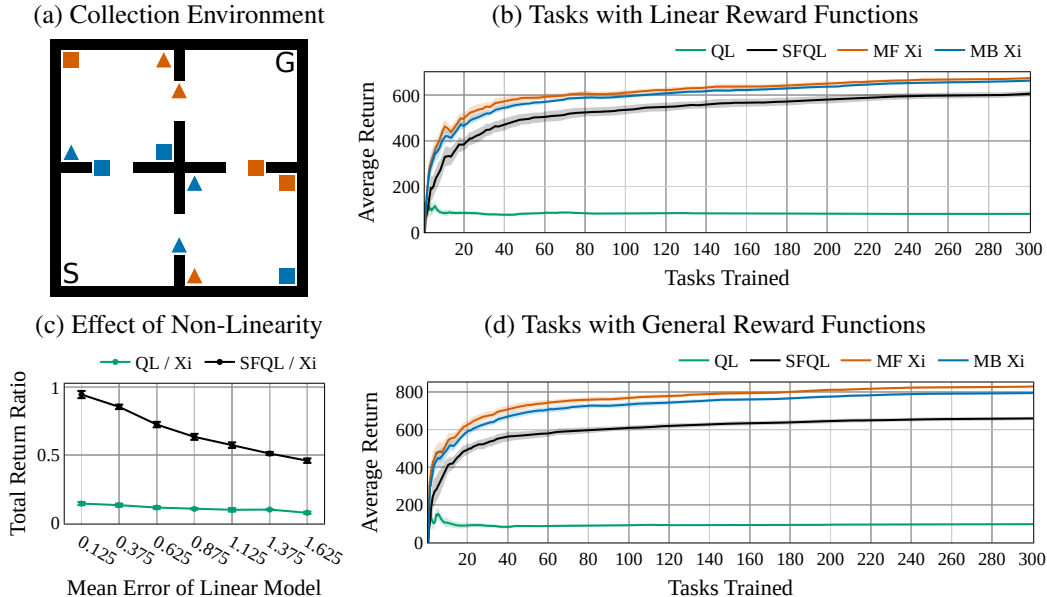 (a) Collection Environment
G
S
(b) Tasks with Linear Reward Functions
QL SFQL MF Xi MB Xi
Average Return
600
400
200
0
20 40 60 80 100 120 140 160 180 200 220 240 260 280 300
Tasks Trained
(c) Effect of Non-Linearity
QL / Xi SFQL / Xi
Total Return Ratio
1
0.5
0
0.125 0.375 0.625 0.875 1.125 1.375 1.625
Mean Error of Linear Model
(d) Tasks with General Reward Functions
QL SFQL MF Xi MB Xi
Average Return
800
600
400
200
0
20 40 60 80 100 120 140 160 180 200 220 240 260 280 300
Tasks Trained